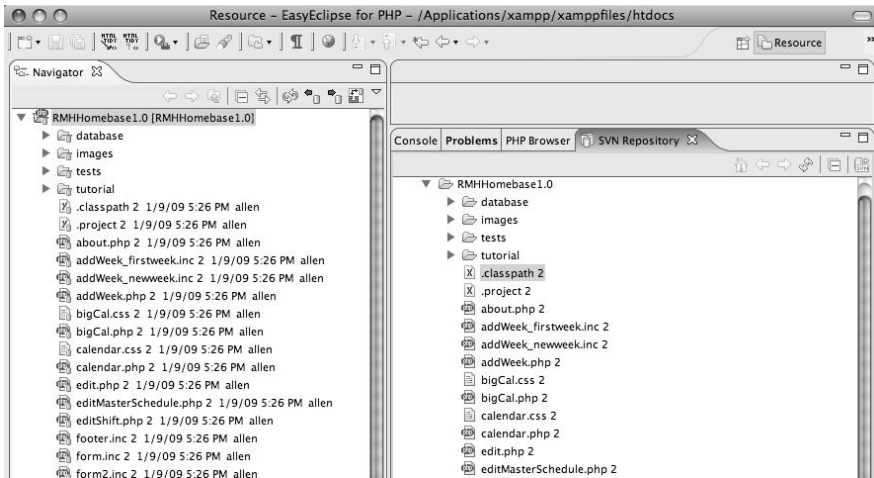 Resource - EasyEclipse for PHP - /Applications/xampp/xamppfiles/htdocs
Resource
Navigator
RMHHomebase1.0 [RMHHomebase1.0]
database
images
tests
tutorial
.classpath 2 1/9/09 5:26 PM allen
.project 2 1/9/09 5:26 PM allen
about.php 2 1/9/09 5:26 PM allen
addWeek_firstweek.inc 2 1/9/09 5:26 PM allen
addWeek_newweek.inc 2 1/9/09 5:26 PM allen
addWeek.php 2 1/9/09 5:26 PM allen
bigCal.css 2 1/9/09 5:26 PM allen
bigCal.php 2 1/9/09 5:26 PM allen
calendar.css 2 1/9/09 5:26 PM allen
calendar.php 2 1/9/09 5:26 PM allen
edit.php 2 1/9/09 5:26 PM allen
editMasterSchedule.php 2 1/9/09 5:26 PM allen
editShift.php 2 1/9/09 5:26 PM allen
footer.inc 2 1/9/09 5:26 PM allen
form.inc 2 1/9/09 5:26 PM allen
form2.inc 2 1/9/09 5:26 PM allen
Console Problems PHP Browser SVN Repository
RMHHomebase1.0
database
images
tests
tutorial
.classpath 2
.project 2
about.php 2
addWeek_firstweek.inc 2
addWeek_newweek.inc 2
addWeek.php 2
bigCal.css 2
bigCal.php 2
calendar.css 2
calendar.php 2
edit.php 2
editMasterSchedule.php 2